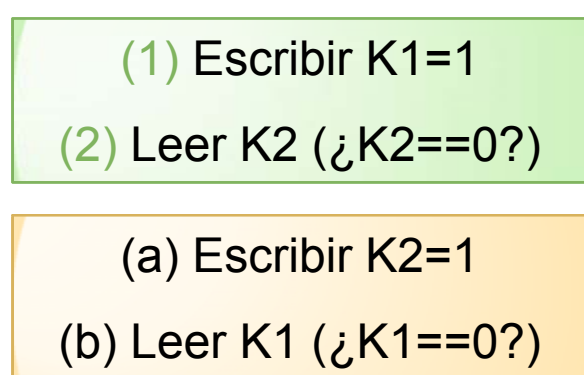 (1) Escribir K1=1
(2) Leer K2 (¿K2==0?)
(a) Escribir K2=1
(b) Leer K1 (¿K1==0?)